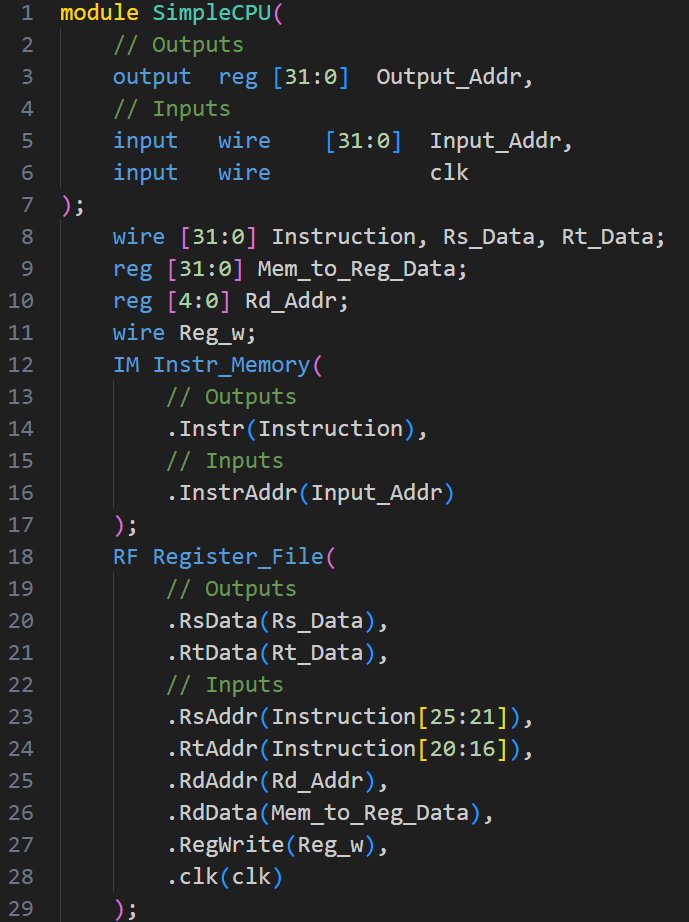 1 module SimpleCPU(
2     // Outputs
3     output  reg [31:0]  Output_Addr,
4     // Inputs
5     input   wire    [31:0]  Input_Addr,
6     input   wire            clk
7 );
8     wire [31:0] Instruction, Rs_Data, Rt_Data;
9     reg [31:0] Mem_to_Reg_Data;
10     reg [4:0] Rd_Addr;
11     wire Reg_w;
12     IM Instr_Memory(
13         // Outputs
14         .Instr(Instruction),
15         // Inputs
16         .InstrAddr(Input_Addr)
17     );
18     RF Register_File(
19         // Outputs
20         .RsData(Rs_Data),
21         .RtData(Rt_Data),
22         // Inputs
23         .RsAddr(Instruction[25:21]),
24         .RtAddr(Instruction[20:16]),
25         .RdAddr(Rd_Addr),
26         .RdData(Mem_to_Reg_Data),
27         .RegWrite(Reg_w),
28         .clk(clk)
29     );